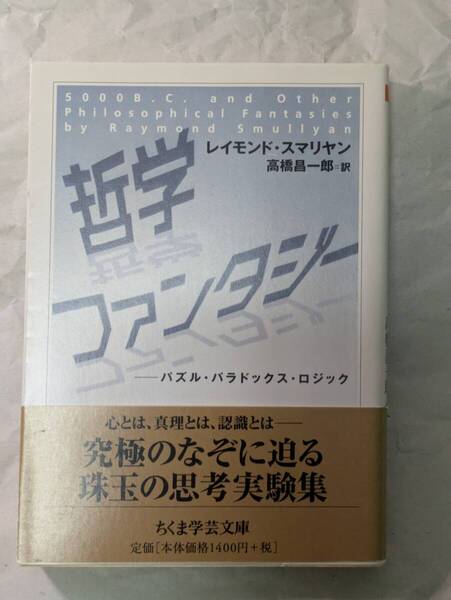 5000B.C. and Other
Philosophical Fantasies
by Raymond Smullyan
レイモンド・スマリヤン
高橋昌一郎=訳
哲学
ファンタジー
——パズル・パラドックス・ロジック
心とは、真理とは、認識とは——
究極のなぞに迫る
珠玉の思考実験集
ちくま学芸文庫
定価[本体価格1400円+税]